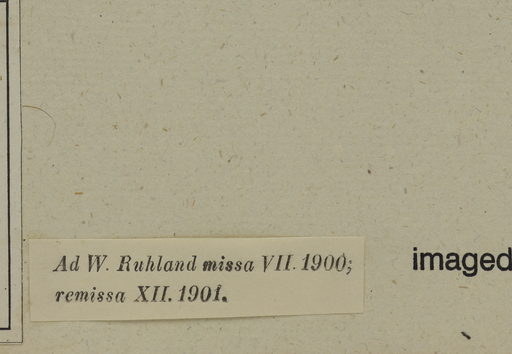 Ad W. Ruhland missa VII. 1900;
remissa XII. 1901.
imaged